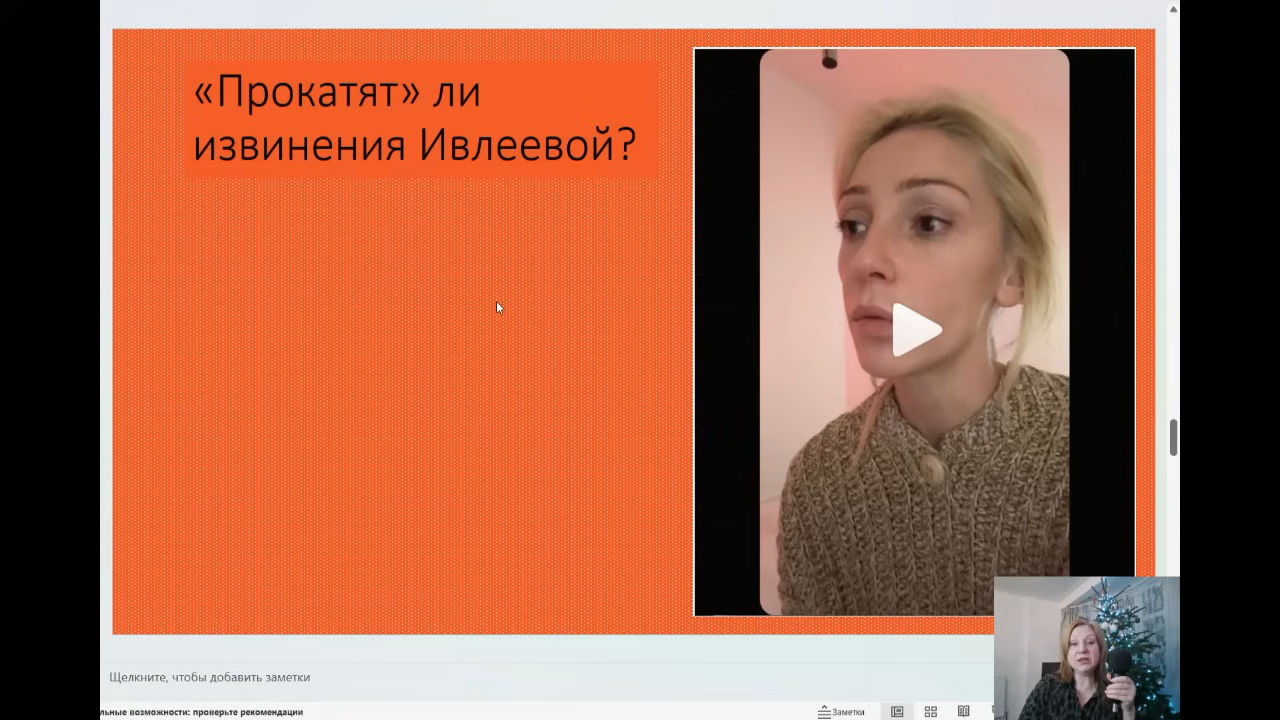 «Прокатят» ли
извинения Ивлеевой?
Щелкните, чтобы добавить заметки
льные возможности: проверьте рекомендации
Заметки